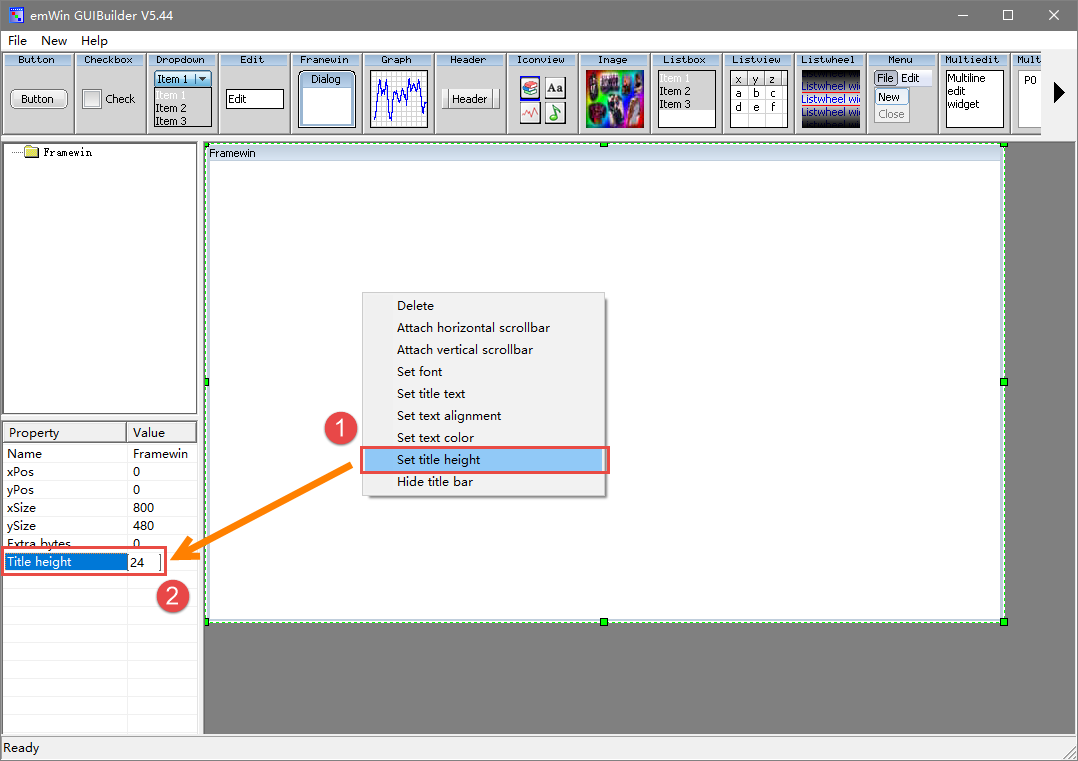 emWin GUIBuilder V5.44
File New Help
Button Checkbox Dropdown Edit Framewin Graph Header Iconview Image Listbox Listview Listwheel Menu Multiedit Mult
Button
Check
Item 1
Item 1
Item 2
Item 3
Edit
Dialog
Header
Aa
Item 1
Item 2
Item 3
x y z
a b c
d e f
Listwheel wi
Listwheel wi
Listwheel wi
File Edit
New
Close
Multiline
edit
widget
P0
Framewin
Framewin
Delete
Attach horizontal scrollbar
Attach vertical scrollbar
Set font
Set title text
Set text alignment
Set text color
Set title height
Hide title bar
1
Property Value
Name Framewin
xPos 0
yPos 0
xSize 800
ySize 480
Extra bytes 0
Title height 24
2
Ready